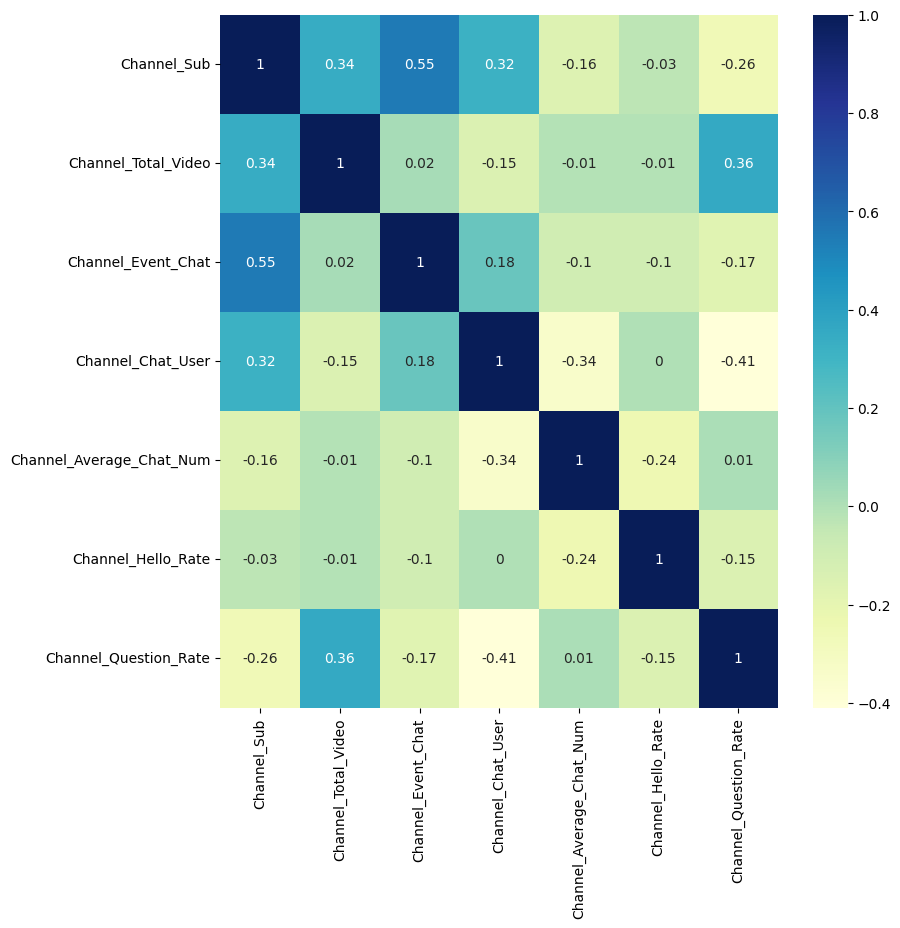 Channel_Sub 1 0.34 0.55 0.32 -0.16 -0.03 -0.26
Channel_Total_Video 0.34 1 0.02 -0.15 -0.01 -0.01 0.36
Channel_Event_Chat 0.55 0.02 1 0.18 -0.1 -0.1 -0.17
Channel_Chat_User 0.32 -0.15 0.18 1 -0.34 0 -0.41
Channel_Average_Chat_Num -0.16 -0.01 -0.1 -0.34 1 -0.24 0.01
Channel_Hello_Rate -0.03 -0.01 -0.1 0 -0.24 1 -0.15
Channel_Question_Rate -0.26 0.36 -0.17 -0.41 0.01 -0.15 1
Channel_Sub
Channel_Total_Video
Channel_Event_Chat
Channel_Chat_User
Channel_Average_Chat_Num
Channel_Hello_Rate
Channel_Question_Rate
1.0
0.8
0.6
0.4
0.2
0.0
−0.2
−0.4